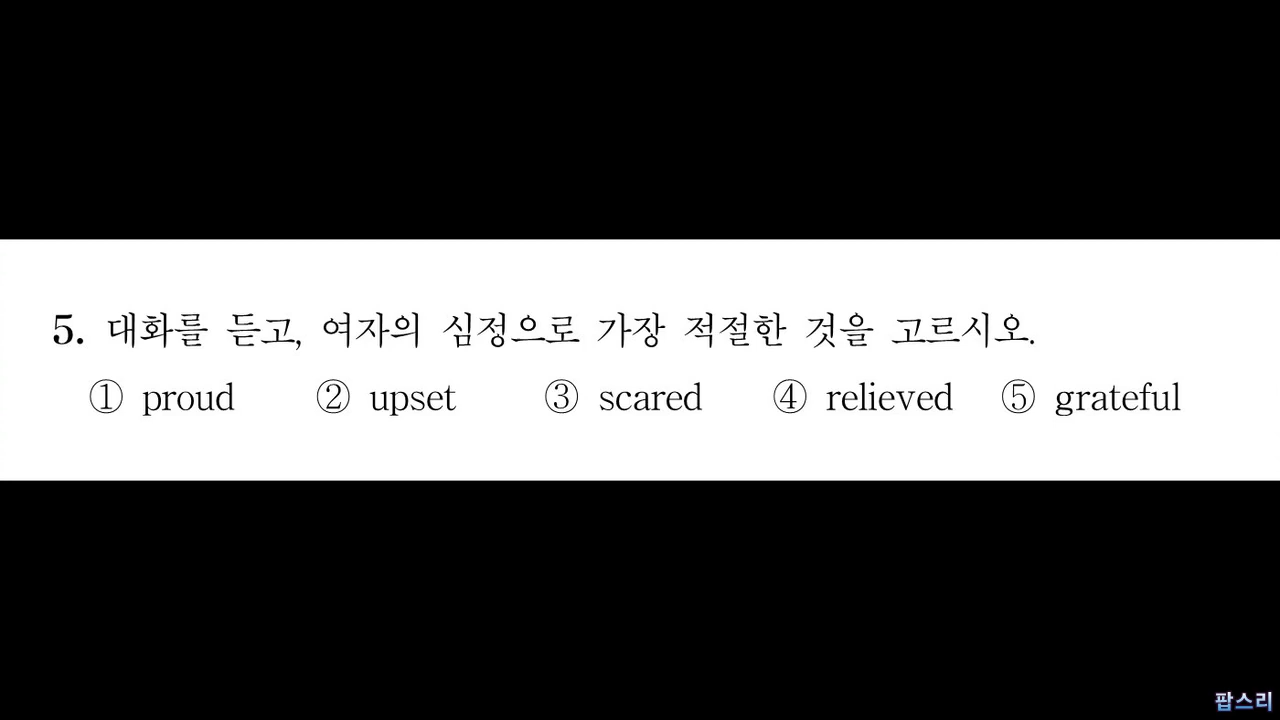 5. 대화를 듣고, 여자의 심정으로 가장 적절한 것을 고르시오.
① proud ② upset ③ scared ④ relieved ⑤ grateful
팝스리